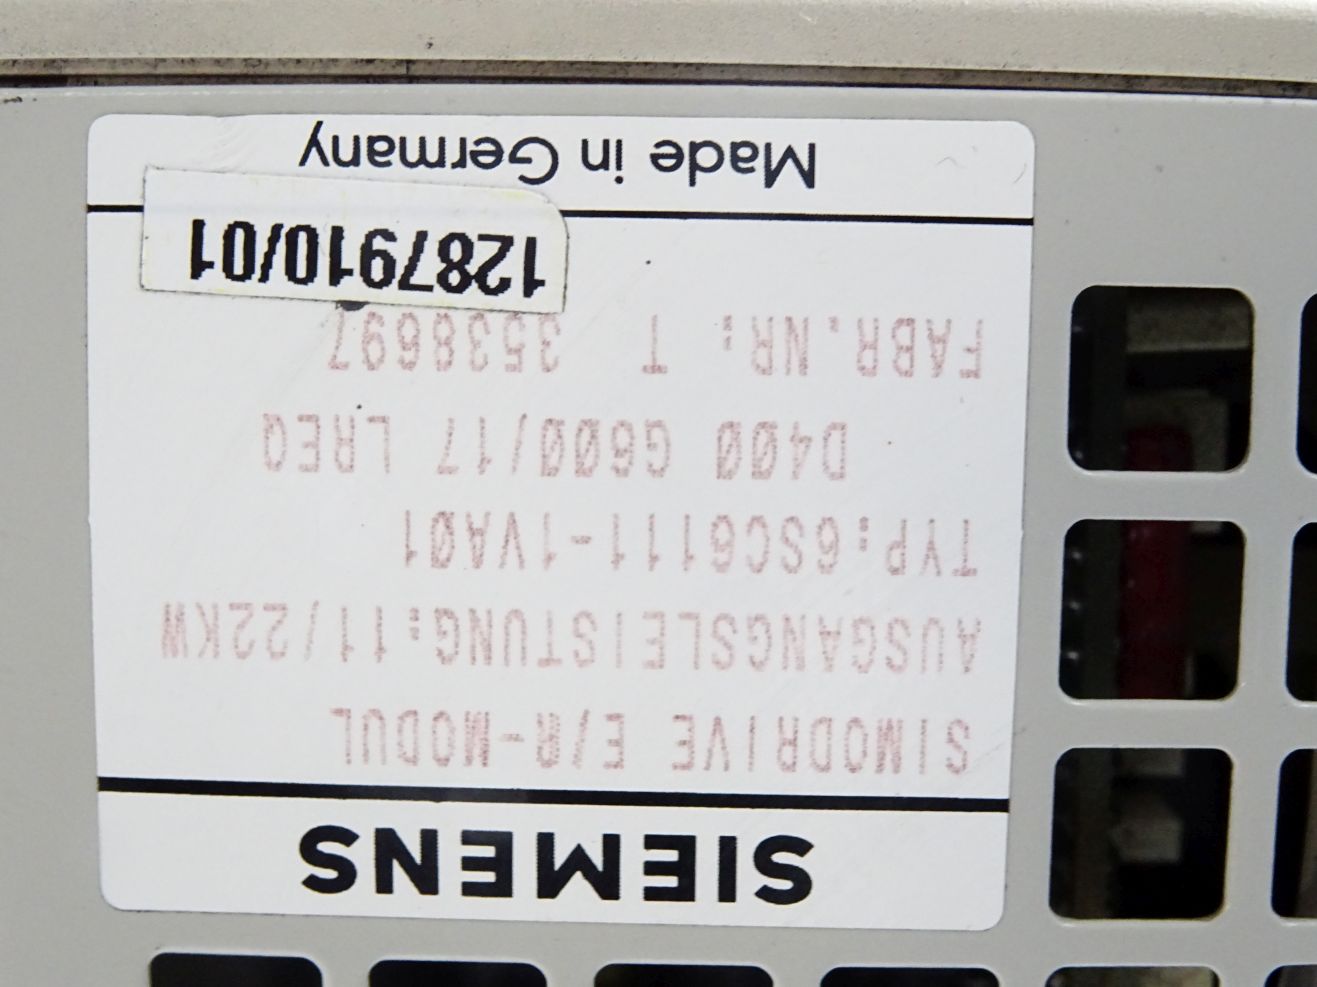 SIEMENS
SIMODRIVE E/R-MODUL
AUSGANGSLEISTUNG:11/22KW
TYP:6SC6111-1VA01
D400 G600/17 LREQ
FABR.NR: T 3538697
1287910/01
Made in Germany